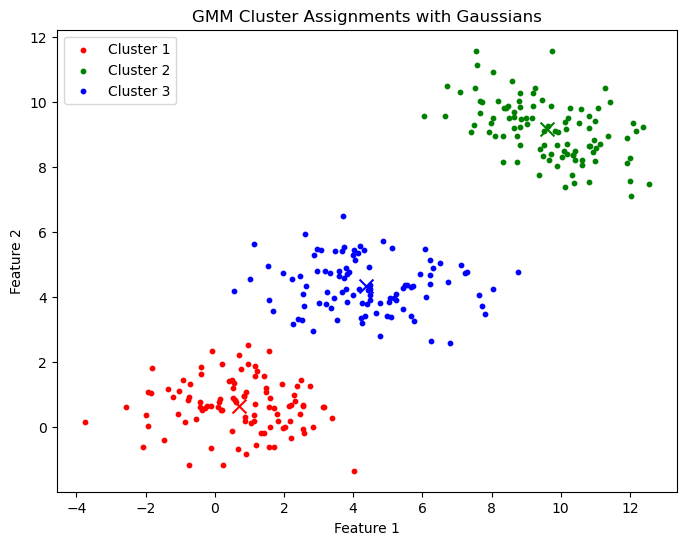 GMM Cluster Assignments with Gaussians
Cluster 1
Cluster 2
Cluster 3
Feature 2
12
10
8
6
4
2
0
−4 −2 0 2 4 6 8 10 12
Feature 1